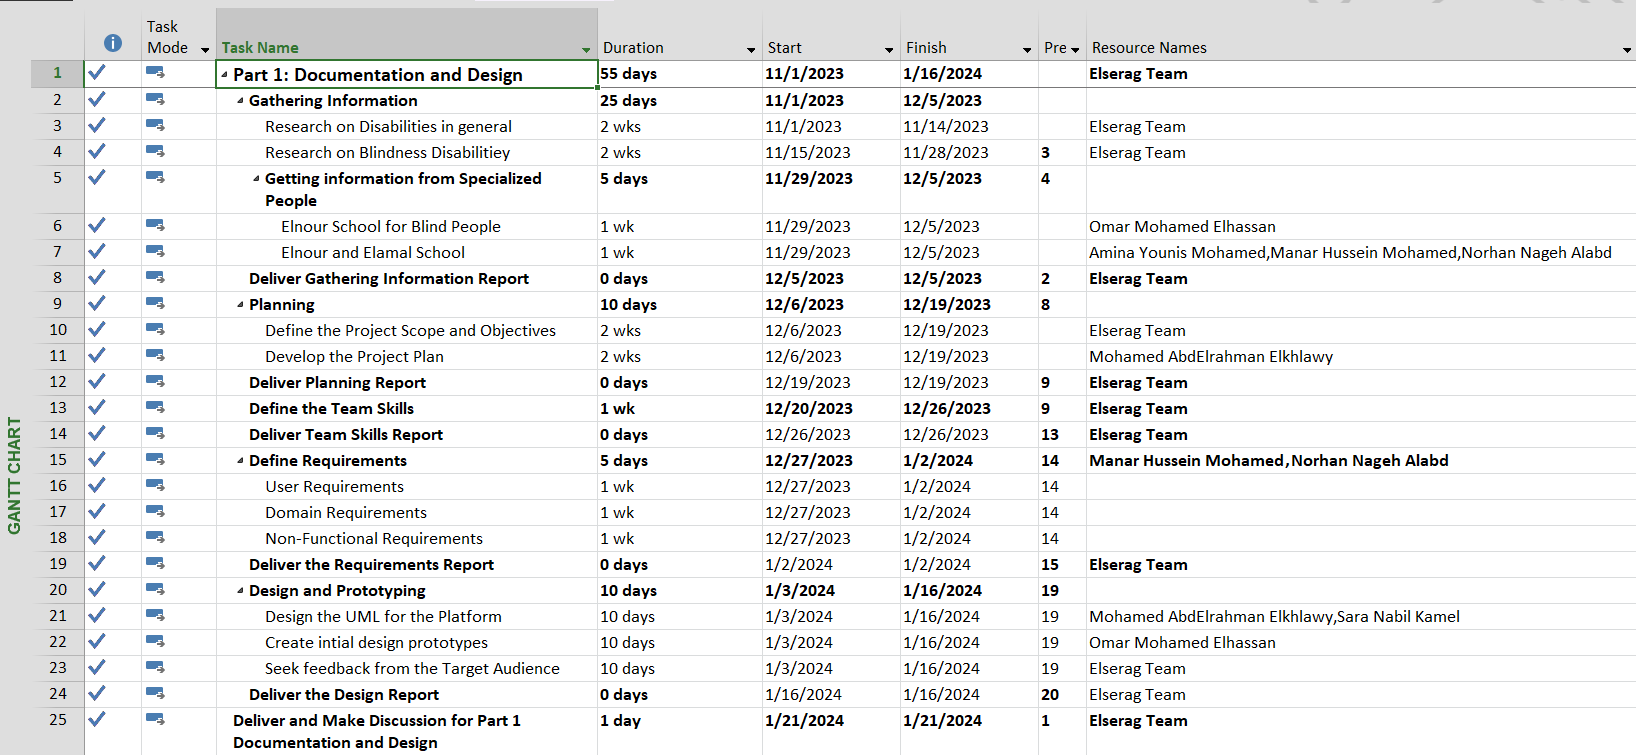 Task Mode Task Name Duration Start Finish Pre Resource Names
1 Part 1: Documentation and Design 55 days 11/1/2023 1/16/2024 Elserag Team
2 Gathering Information 25 days 11/1/2023 12/5/2023
3 Research on Disabilities in general 2 wks 11/1/2023 11/14/2023 Elserag Team
4 Research on Blindness Disabilitiey 2 wks 11/15/2023 11/28/2023 3 Elserag Team
5 Getting information from Specialized 5 days 11/29/2023 12/5/2023 4
People
6 Elnour School for Blind People 1 wk 11/29/2023 12/5/2023 Omar Mohamed Elhassan
7 Elnour and Elamal School 1 wk 11/29/2023 12/5/2023 Amina Younis Mohamed,Manar Hussein Mohamed,Norhan Nageh Alabd
8 Deliver Gathering Information Report 0 days 12/5/2023 12/5/2023 2 Elserag Team
9 Planning 10 days 12/6/2023 12/19/2023 8
10 Define the Project Scope and Objectives 2 wks 12/6/2023 12/19/2023 Elserag Team
11 Develop the Project Plan 2 wks 12/6/2023 12/19/2023 Mohamed AbdElrahman Elkhlawy
12 Deliver Planning Report 0 days 12/19/2023 12/19/2023 9 Elserag Team
13 Define the Team Skills 1 wk 12/20/2023 12/26/2023 9 Elserag Team
14 Deliver Team Skills Report 0 days 12/26/2023 12/26/2023 13 Elserag Team
15 Define Requirements 5 days 12/27/2023 1/2/2024 14 Manar Hussein Mohamed,Norhan Nageh Alabd
16 User Requirements 1 wk 12/27/2023 1/2/2024 14
17 Domain Requirements 1 wk 12/27/2023 1/2/2024 14
18 Non-Functional Requirements 1 wk 12/27/2023 1/2/2024 14
19 Deliver the Requirements Report 0 days 1/2/2024 1/2/2024 15 Elserag Team
20 Design and Prototyping 10 days 1/3/2024 1/16/2024 19
21 Design the UML for the Platform 10 days 1/3/2024 1/16/2024 19 Mohamed AbdElrahman Elkhlawy,Sara Nabil Kamel
22 Create intial design prototypes 10 days 1/3/2024 1/16/2024 19 Omar Mohamed Elhassan
23 Seek feedback from the Target Audience 10 days 1/3/2024 1/16/2024 19 Elserag Team
24 Deliver the Design Report 0 days 1/16/2024 1/16/2024 20 Elserag Team
25 Deliver and Make Discussion for Part 1 1 day 1/21/2024 1/21/2024 1 Elserag Team
Documentation and Design
GANTT CHART